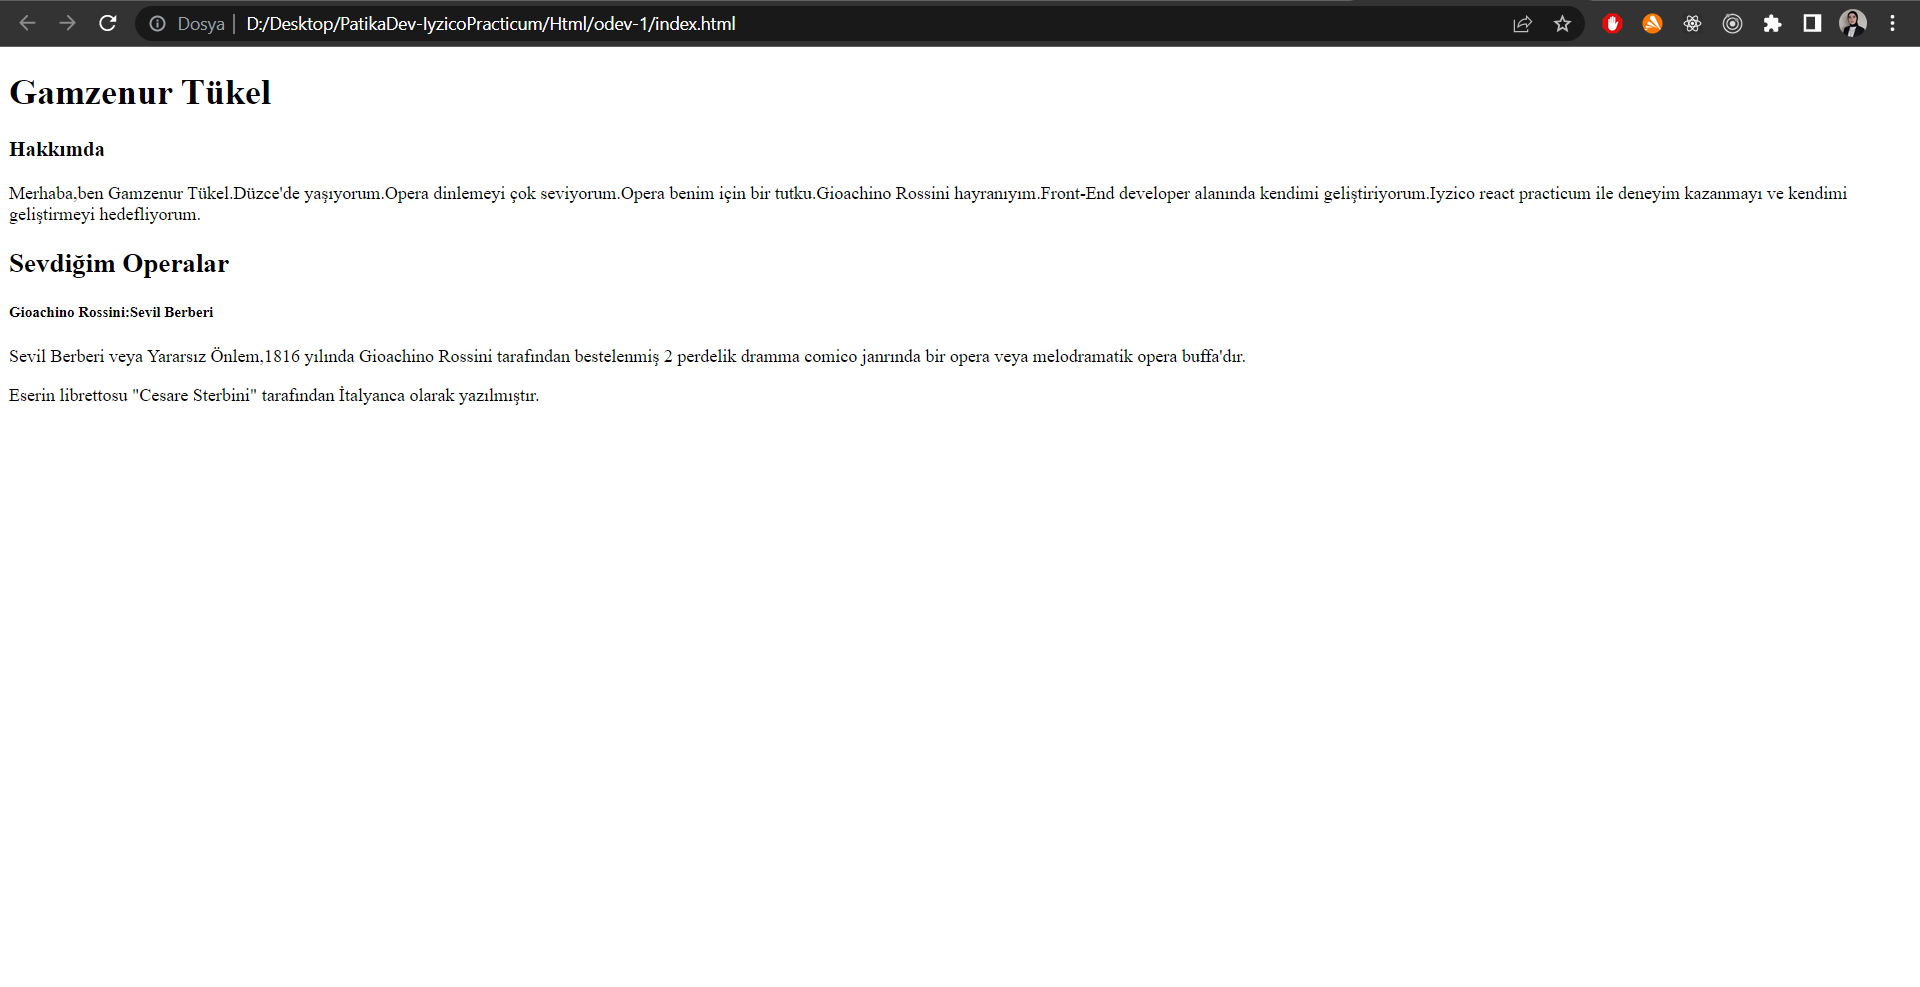 Dosya | D:/Desktop/PatikaDev-IyzicoPracticum/Html/odev-1/index.html
Gamzenur Tükel
Hakkımda
Merhaba,ben Gamzenur Tükel.Düzce'de yaşıyorum.Opera dinlemeyi çok seviyorum.Opera benim için bir tutku.Gioachino Rossini hayranıyım.Front-End developer alanında kendimi geliştiriyorum.Iyzico react practicum ile deneyim kazanmayı ve kendimi
geliştirmeyi hedefliyorum.
Sevdiğim Operalar
Gioachino Rossini:Sevil Berberi
Sevil Berberi veya Yararsız Önlem,1816 yılında Gioachino Rossini tarafından bestelenmiş 2 perdelik dramma comico janrında bir opera veya melodramatik opera buffa'dır.
Eserin librettosu "Cesare Sterbini" tarafından İtalyanca olarak yazılmıştır.